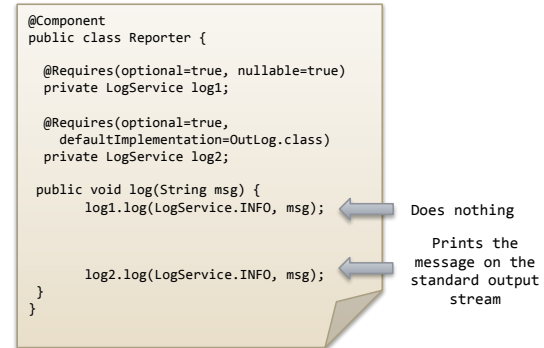 @Component
public class Reporter {
@Requires(optional=true, nullable=true)
private LogService log1;
@Requires(optional=true,
defaultImplementation=OutLog.class)
private LogService log2;
public void log(String msg) {
log1.log(LogService.INFO, msg);
Does nothing
log2.log(LogService.INFO, msg);
Prints the
message on the
standard output
stream
}
}